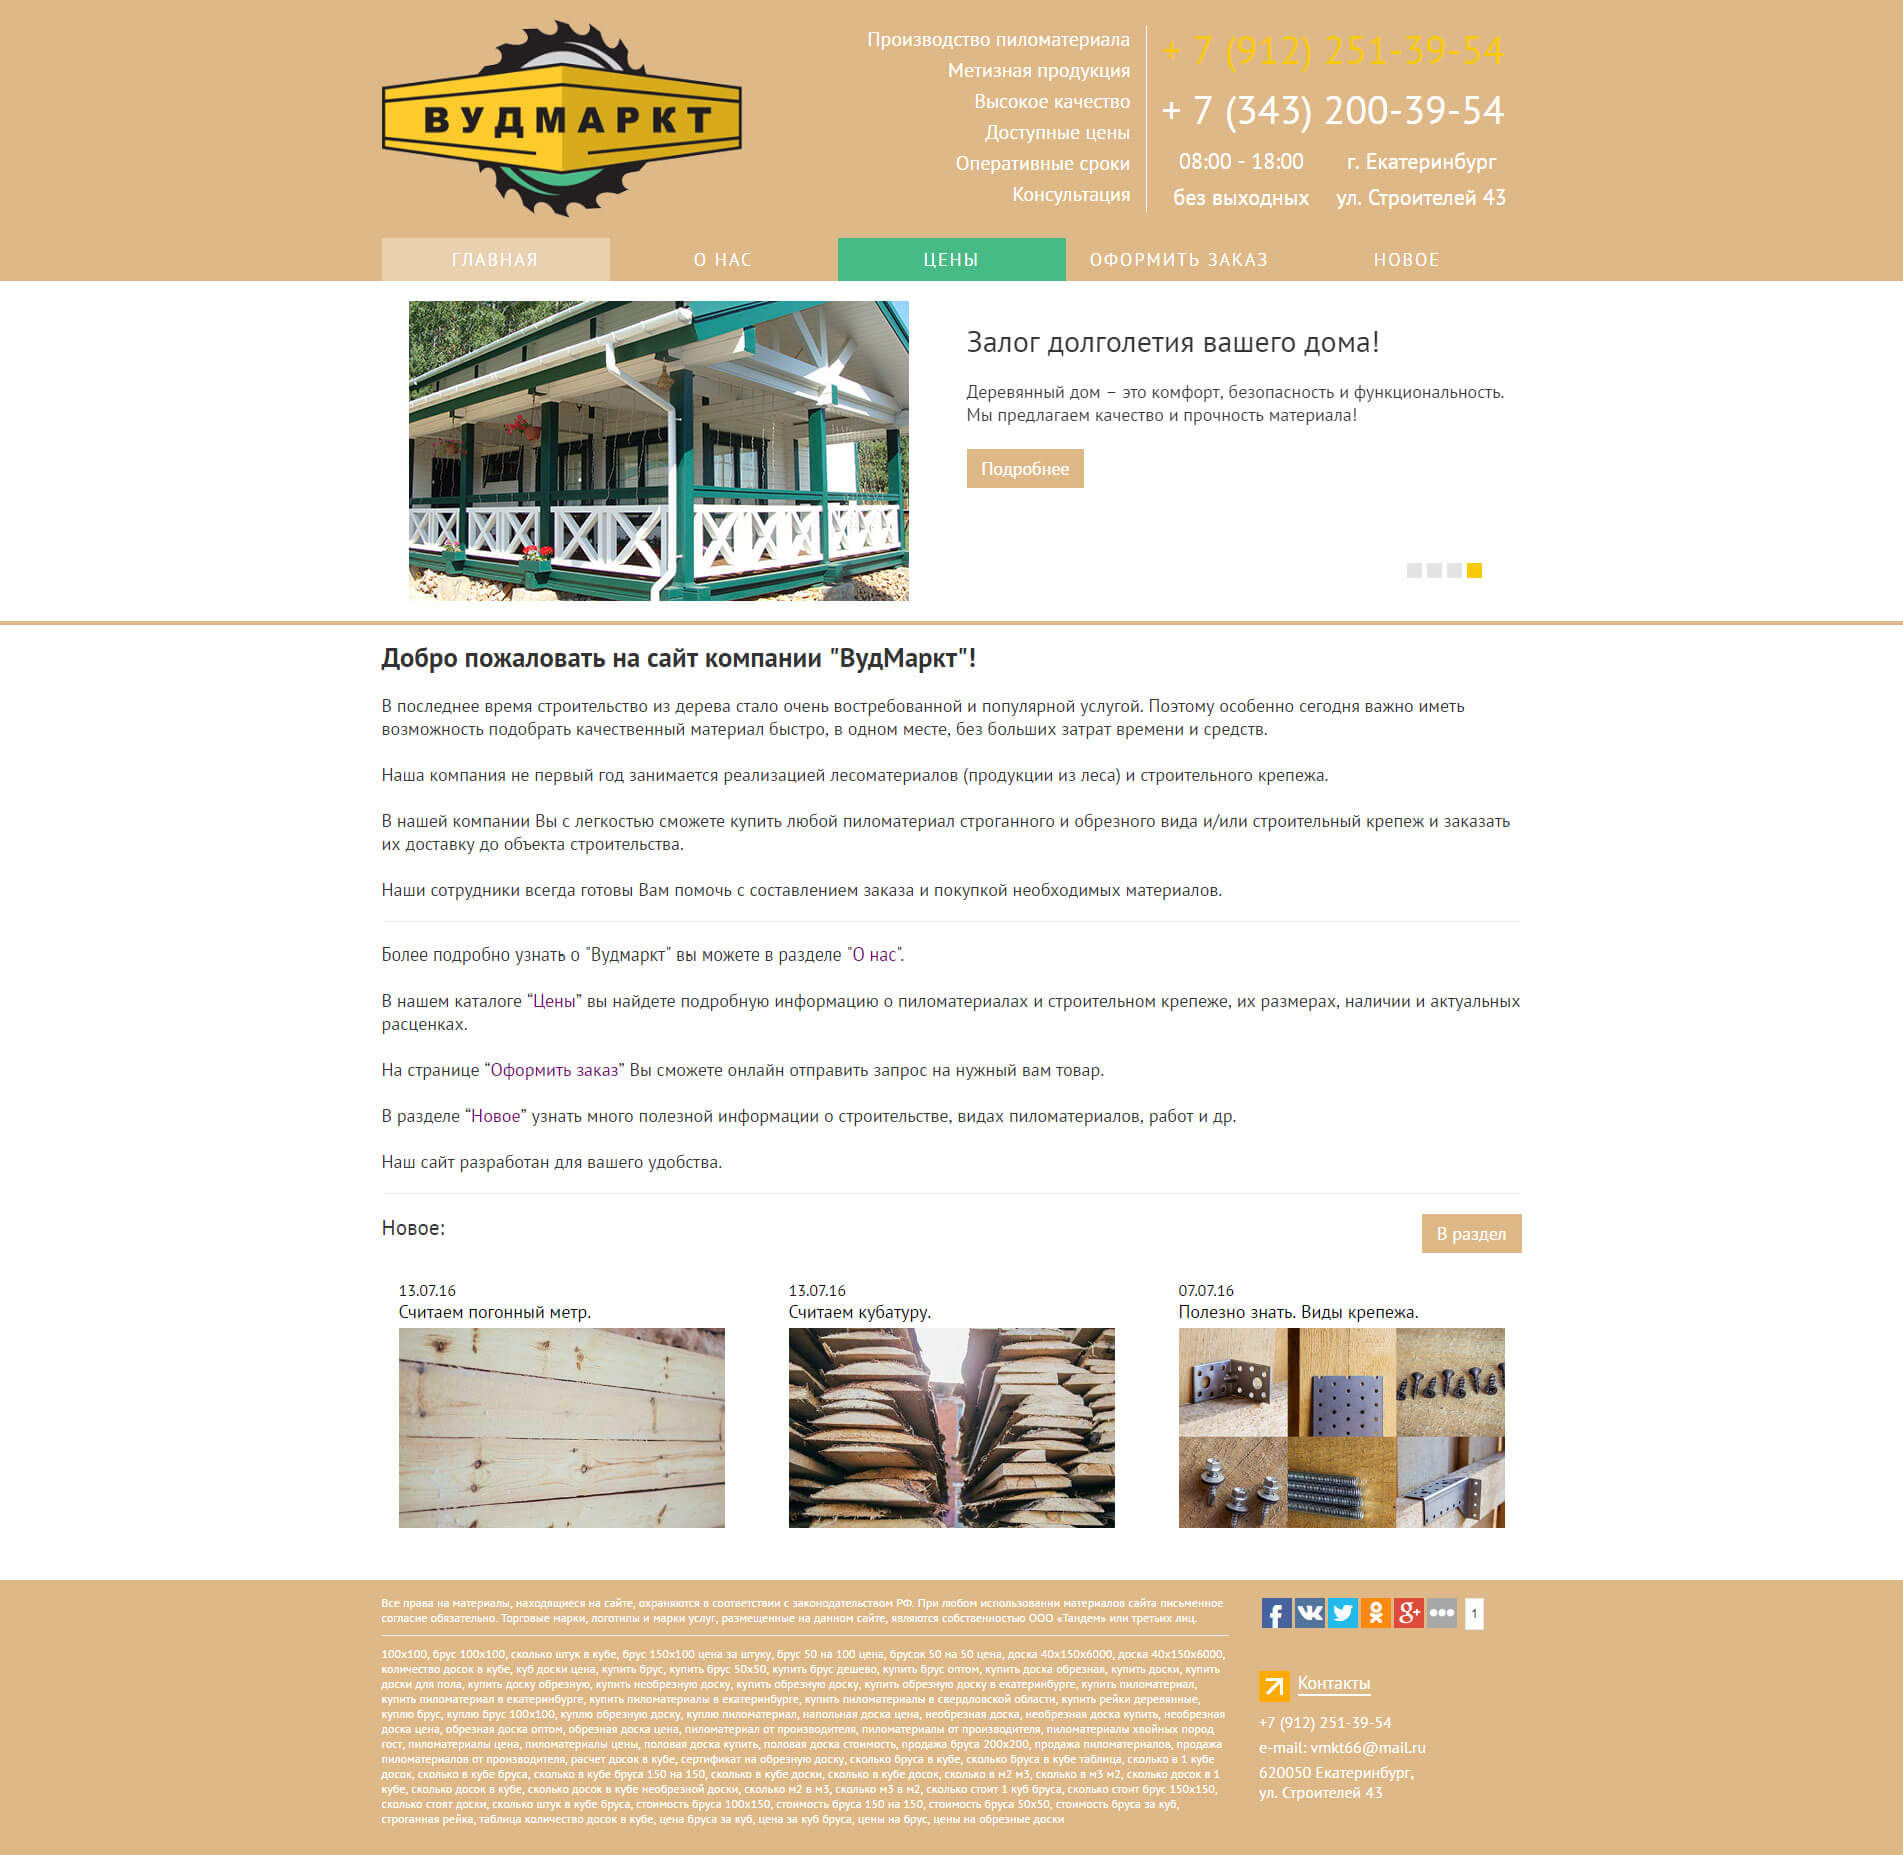 ВУДМАРКТ
Производство пиломатериала
Метизная продукция
Высокое качество
Доступные цены
Оперативные сроки
Консультация
+ 7 (912) 251-39-54
+ 7 (343) 200-39-54
08:00 - 18:00
без выходных
г. Екатеринбург
ул. Строителей 43
ГЛАВНАЯ
О НАС
ЦЕНЫ
ОФОРМИТЬ ЗАКАЗ
НОВОЕ
Залог долголетия вашего дома!
Деревянный дом – это комфорт, безопасность и функциональность.
Мы предлагаем качество и прочность материала!
Подробнее
Добро пожаловать на сайт компании "ВудМаркт"!
В последнее время строительство из дерева стало очень востребованной и популярной услугой. Поэтому особенно сегодня важно иметь
возможность подобрать качественный материал быстро, в одном месте, без больших затрат времени и средств.
Наша компания не первый год занимается реализацией лесоматериалов (продукции из леса) и строительного крепежа.
В нашей компании Вы с легкостью сможете купить любой пиломатериал строганного и обрезного вида и/или строительный крепеж и заказать
их доставку до объекта строительства.
Наши сотрудники всегда готовы Вам помочь с составлением заказа и покупкой необходимых материалов.
Более подробно узнать о "Вудмаркт" вы можете в разделе "О нас".
В нашем каталоге “Цены” вы найдете подробную информацию о пиломатериалах и строительном крепеже, их размерах, наличии и актуальных
расценках.
На странице “Оформить заказ” Вы сможете онлайн отправить запрос на нужный вам товар.
В разделе “Новое” узнать много полезной информации о строительстве, видах пиломатериалов, работ и др.
Наш сайт разработан для вашего удобства.
Новое:
В раздел
13.07.16
Считаем погонный метр.
13.07.16
Считаем кубатуру.
07.07.16
Полезно знать. Виды крепежа.
Все права на материалы, находящиеся на сайте, охраняются в соответствии с законодательством РФ. При любом использовании материалов сайта письменное
согласие обязательно. Торговые марки, логотипы и марки услуг, размещенные на данном сайте, являются собственностью ООО «Тандем» или третьих лиц.
100х100, брус 100х100, сколько штук в кубе, брус 150х100 цена за штуку, брус 50 на 100 цена, брусок 50 на 50 цена, доска 40х150х6000, доска 40х150х6000,
количество досок в кубе, куб доски цена, купить брус, купить брус 50х50, купить брус дешево, купить брус оптом, купить доска обрезная, купить доски, купить
доски для пола, купить доску обрезную, купить необрезную доску, купить обрезную доску, купить обрезную доску в екатеринбурге, купить пиломатериал,
купить пиломатериал в екатеринбурге, купить пиломатериалы в екатеринбурге, купить пиломатериалы в свердловской области, купить рейки деревянные,
куплю брус, куплю брус 100х100, куплю обрезную доску, куплю пиломатериал, напольная доска цена, необрезная доска, необрезная доска купить, необрезная
доска цена, обрезная доска оптом, обрезная доска цена, пиломатериал от производителя, пиломатериалы от производителя, пиломатериалы хвойных пород
гост, пиломатериалы цена, пиломатериалы цены, половая доска купить, половая доска стоимость, продажа бруса 200х200, продажа пиломатериалов, продажа
пиломатериалов от производителя, расчет досок в кубе, сертификат на обрезную доску, сколько бруса в кубе, сколько бруса в кубе таблица, сколько в 1 кубе
досок, сколько в кубе бруса, сколько в кубе бруса 150 на 150, сколько в кубе доски, сколько в кубе досок, сколько в м2 м3, сколько в м3 м2, сколько досок в 1
кубе, сколько досок в кубе, сколько досок в кубе необрезной доски, сколько м2 в м3, сколько м3 в м2, сколько стоит 1 куб бруса, сколько стоит брус 150х150,
сколько стоят доски, сколько штук в кубе бруса, стоимость бруса 100х150, стоимость бруса 150 на 150, стоимость бруса 50х50, стоимость бруса за куб,
строганная рейка, таблица количество досок в кубе, цена бруса за куб, цена за куб бруса, цены на брус, цены на обрезные доски
1
Контакты
+7 (912) 251-39-54
e-mail: vmkt66@mail.ru
620050 Екатеринбург,
ул. Строителей 43